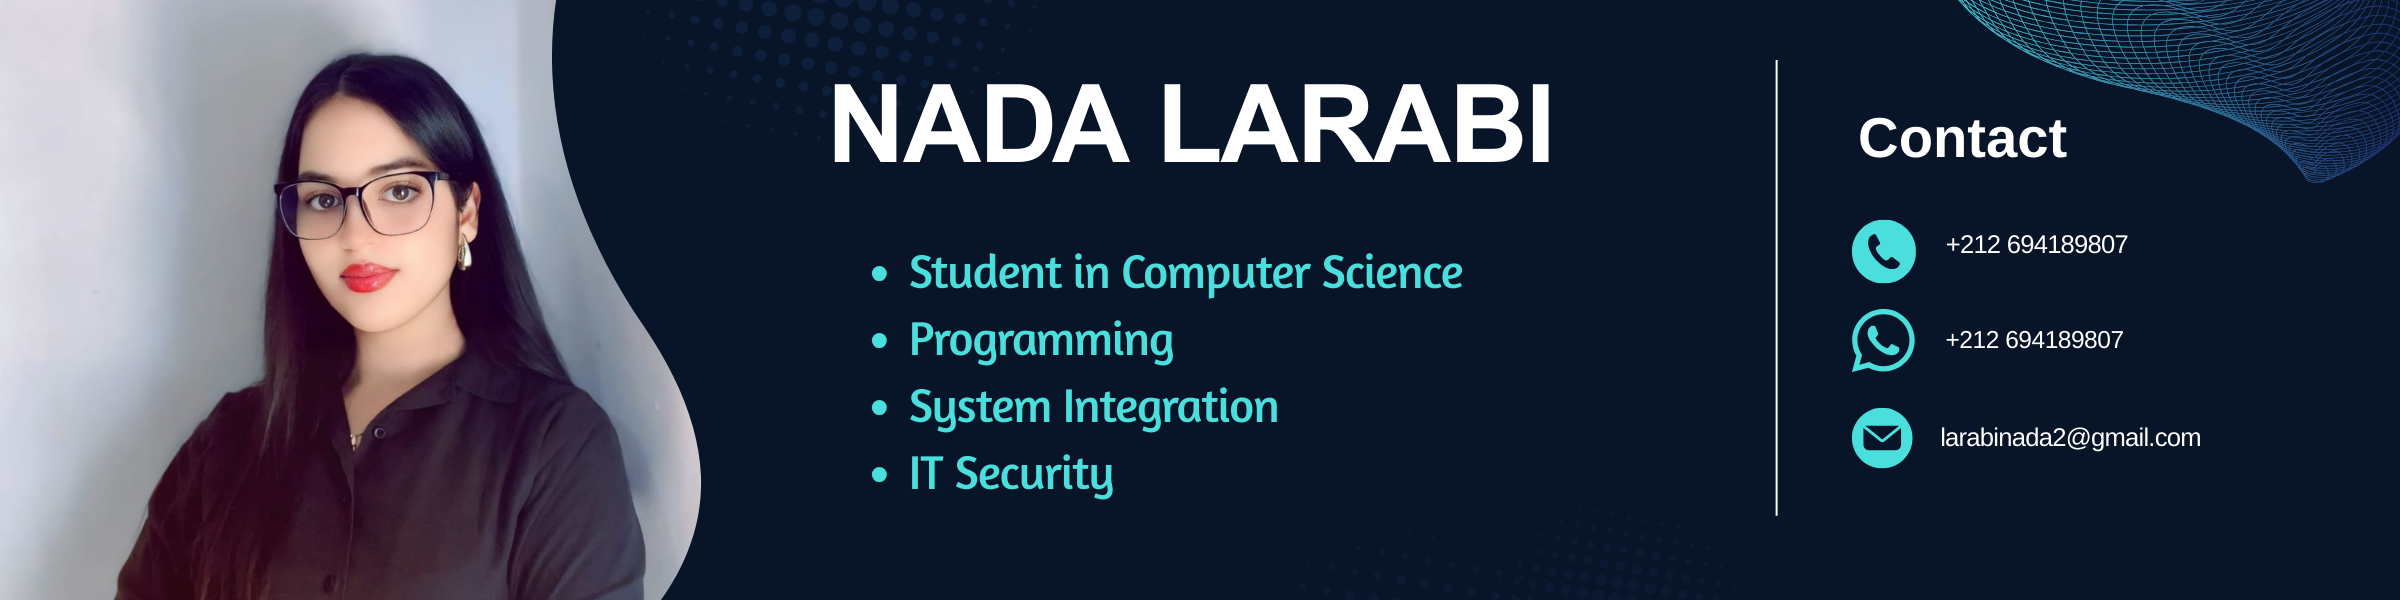 NADA LARABI
Student in Computer Science
Programming
System Integration
IT Security
Contact
+212 694189807
+212 694189807
larabinada2@gmail.com